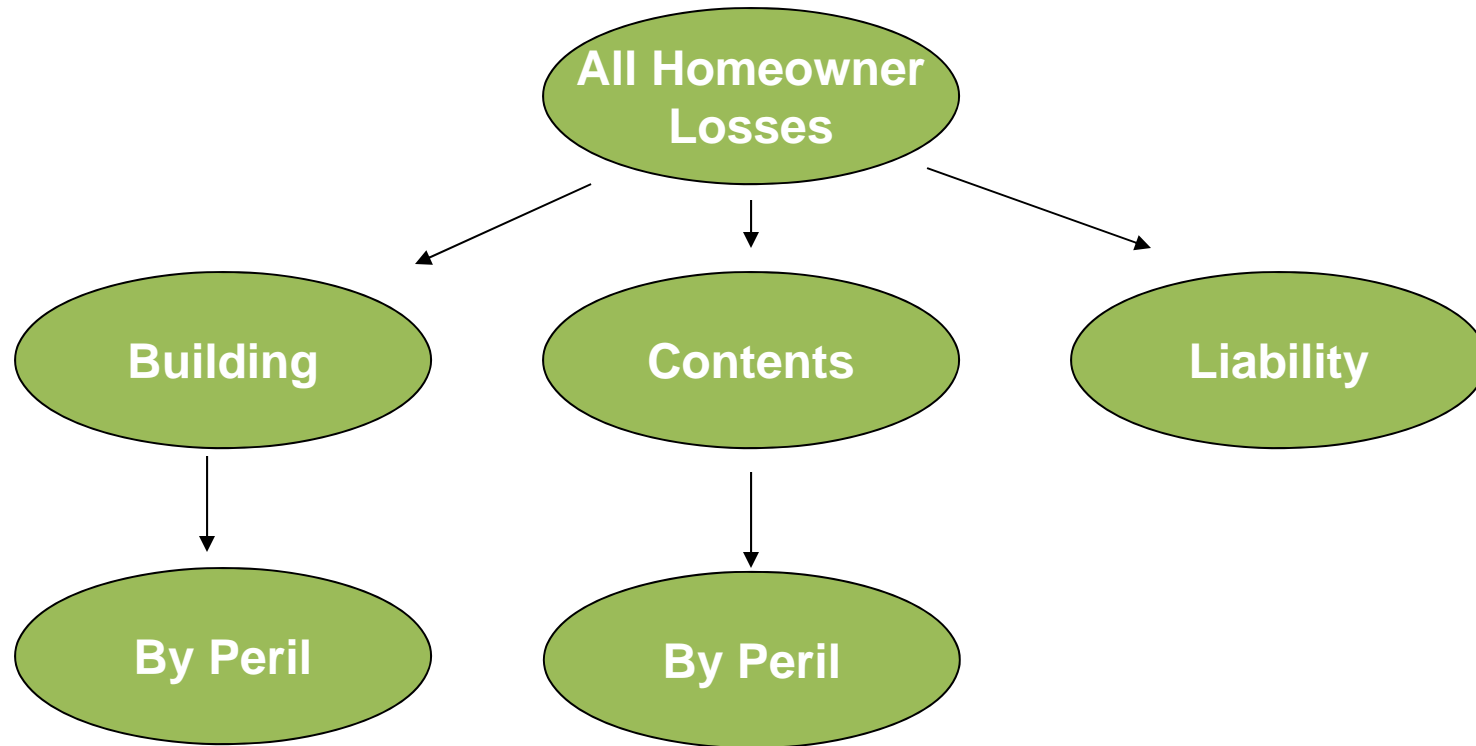 All Homeowner
Losses
Building
Contents
Liability
By Peril
By Peril